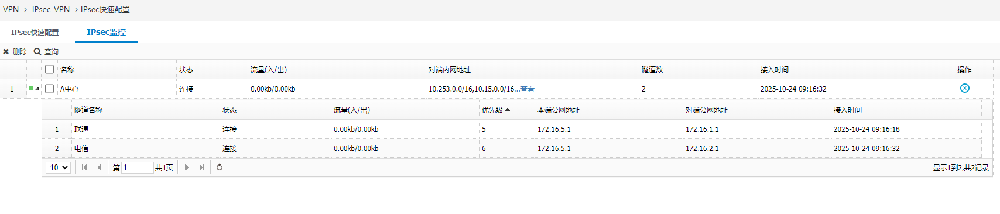 VPN > IPsec-VPN >IPsec快速配置
IPsec快速配置 IPsec监控
删除 查询
名称 状态 流量(入/出) 对端内网地址 隧道数 接入时间 操作
1 A中心 连接 0.00kb/0.00kb 10.253.0.0/16,10.15.0.0/16...查看 2 2025-10-24 09:16:32
隧道名称 状态 流量(入/出) 优先级 本端公网地址 对端公网地址 接入时间
1 联通 连接 0.00kb/0.00kb 5 172.16.5.1 172.16.1.1 2025-10-24 09:16:18
2 电信 连接 0.00kb/0.00kb 6 172.16.5.1 172.16.2.1 2025-10-24 09:16:32
10 第 1 共1页 显示1到2,共2记录